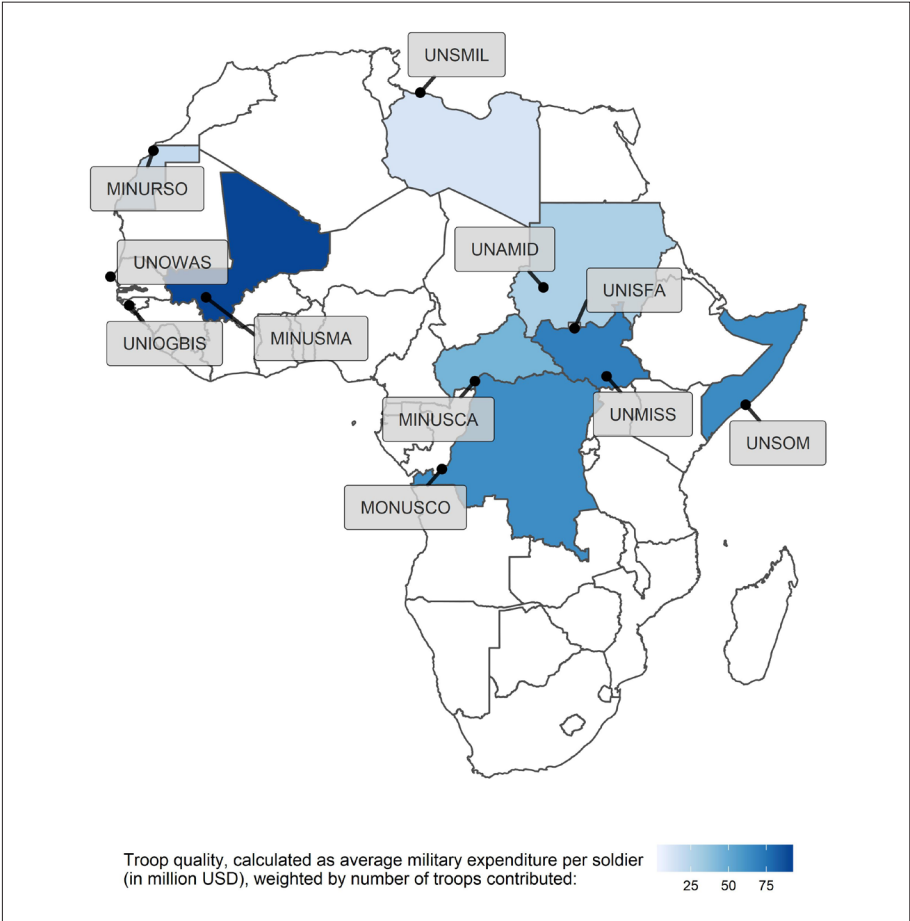 UNSMIL
MINURSO
UNOWAS
UNAMID
UNISFA
UNIOGBIS
MINUSMA
MINUSCA
UNMISS
UNSOM
MONUSCO
Troop quality, calculated as average military expenditure per soldier
(in million USD), weighted by number of troops contributed:
25 50 75